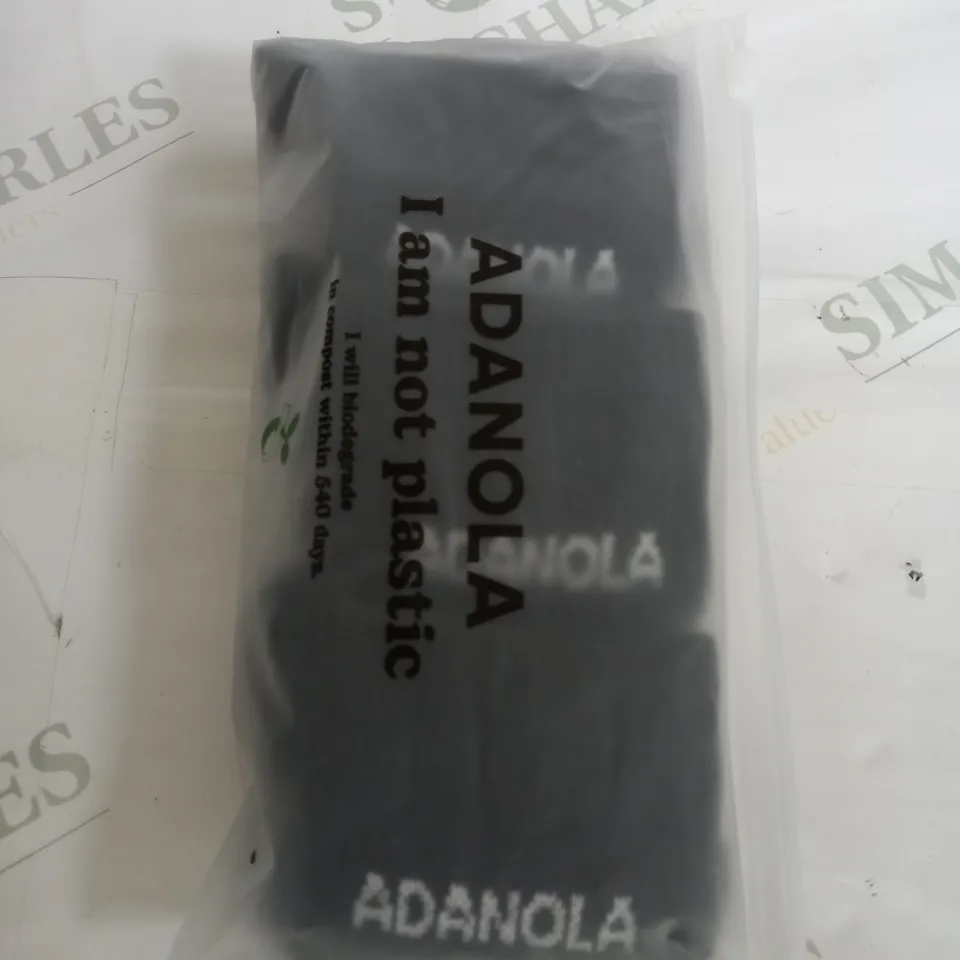 ADANOLA
I am not plastic
I will biodegrade
in compost within 540 days.
ADANOLA
ADANOLA
ADANOLA